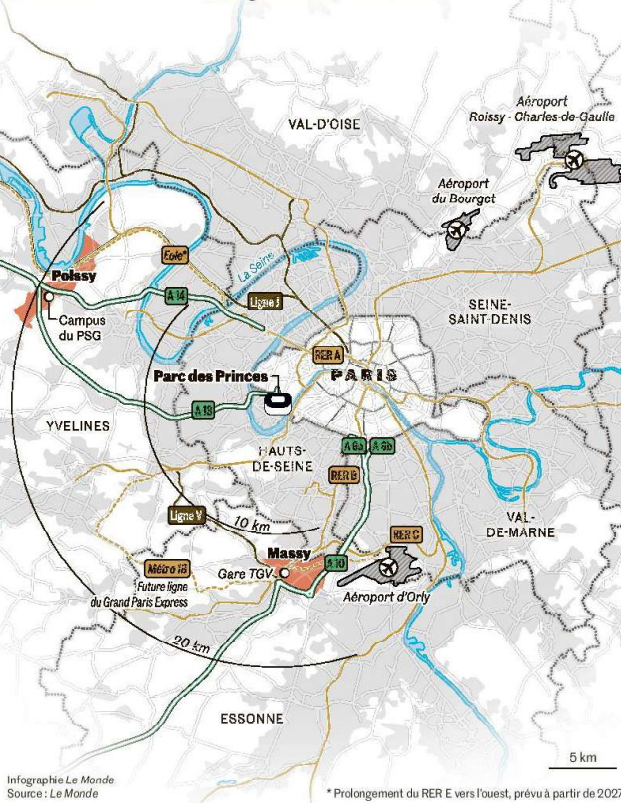 Aéroport
Roissy - Charles-de-Gaulle
VAL-D'OISE
Aéroport
du Bourget
Eole*
La Seine
Poissy
A 14
Ligne J
Campus
du PSG
SEINE-
SAINT-DENIS
RER A
PARIS
Parc des Princes
A 13
YVELINES
HAUTS-
DE-SEINE
A 6a
A 6b
RER B
Ligne V
10 km
VAL-
DE-MARNE
RER C
Massy
A 10
Métro 18
Gare TGV
Future ligne
du Grand Paris Express
Aéroport d'Orly
20 km
ESSONNE
5 km
Infographie Le Monde
Source : Le Monde
* Prolongement du RER E vers l'ouest, prévu à partir de 2027